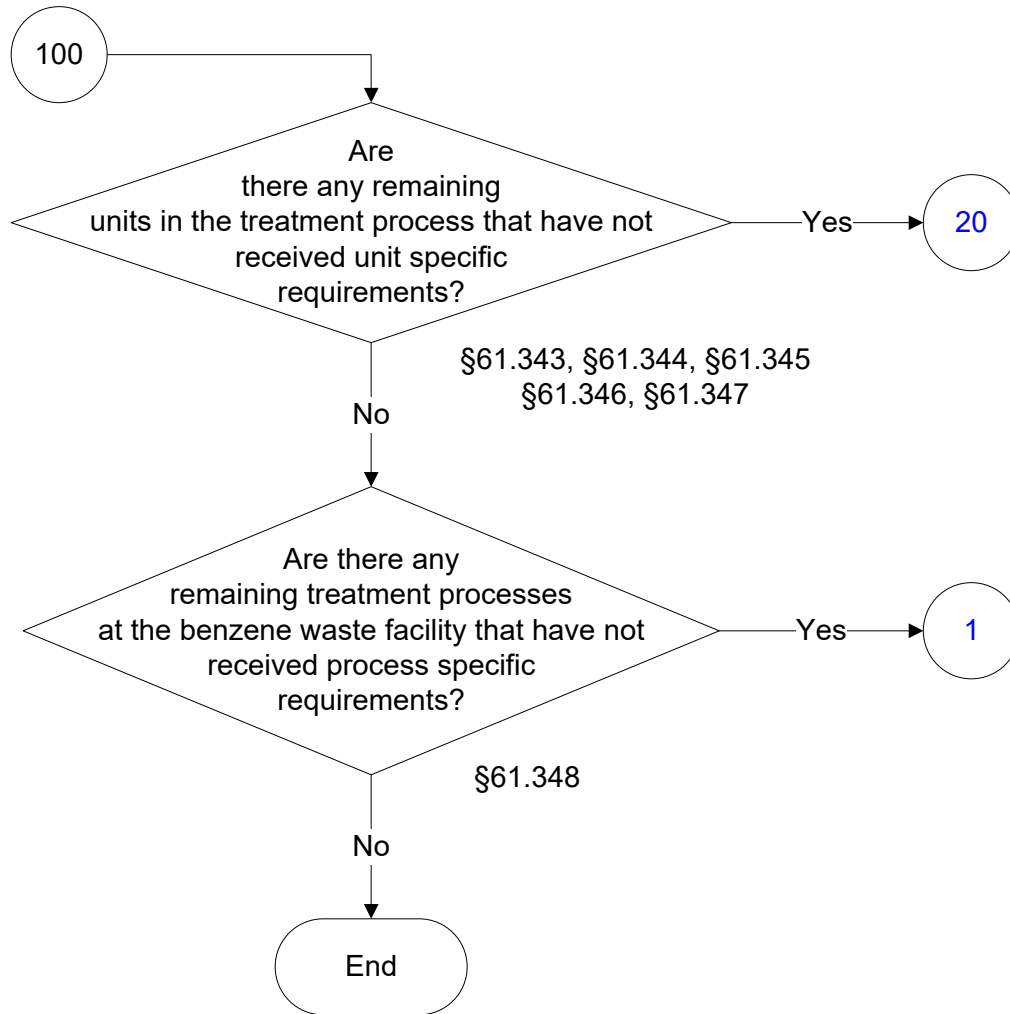 100
Are
there any remaining
units in the treatment process that have not
received unit specific
requirements?
Yes
20
§61.343, §61.344, §61.345
§61.346, §61.347
No
Are there any
remaining treatment processes
at the benzene waste facility that have not
received process specific
requirements?
Yes
1
§61.348
No
End